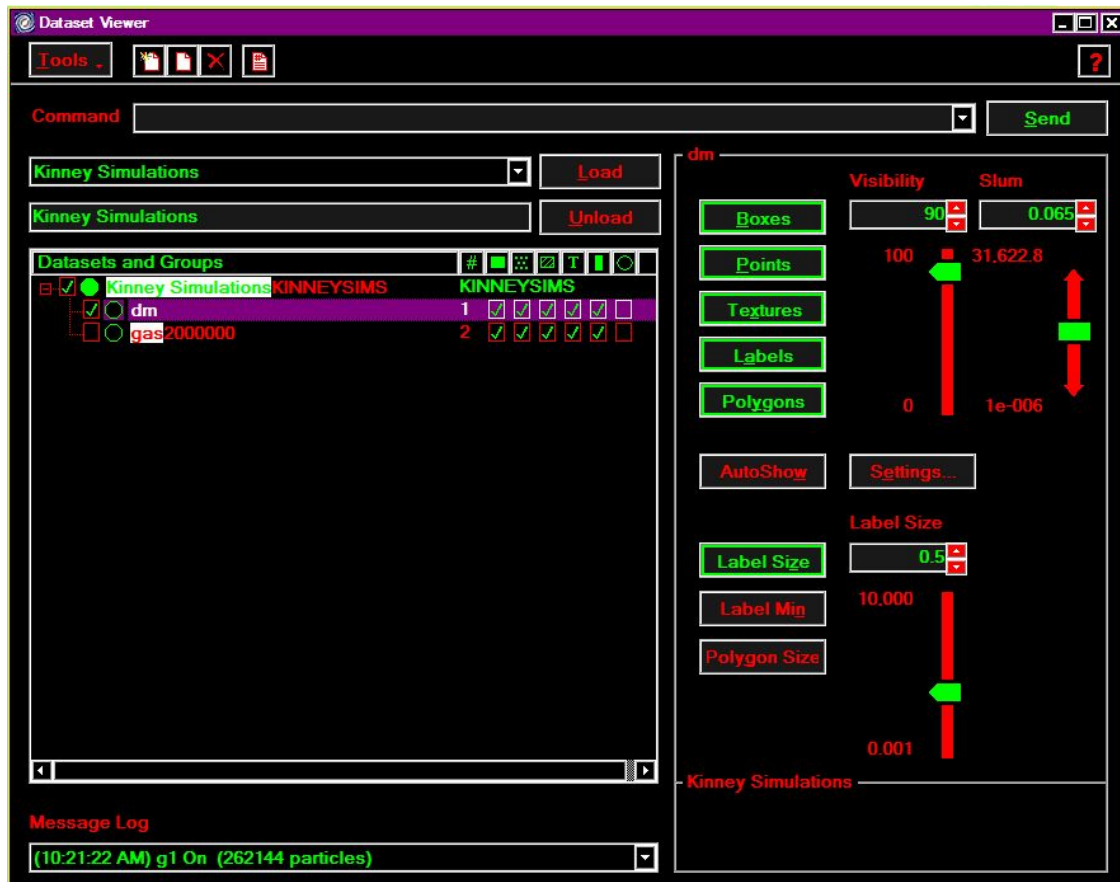 Dataset Viewer
Tools
?
Command
Send
Kinney Simulations
Load
Kinney Simulations
Unload
Datasets and Groups # T
Kinney SimulationsKINNEYSIMS KINNEYSIMS
dm 1
gas2000000 2
Message Log
(10:21:22 AM) g1 On (262144 particles)
dm
Visibility Slum
Boxes 90 0.065
Points 100 31,622.8
Textures
Labels
Polygons 0 1e-006
AutoShow Settings...
Label Size
Label Size 0.5
Label Min 10,000
Polygon Size
0.001
Kinney Simulations